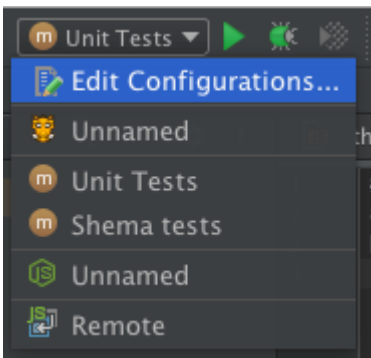 Unit Tests
Edit Configurations...
Unnamed
Unit Tests
Shema tests
Unnamed
Remote